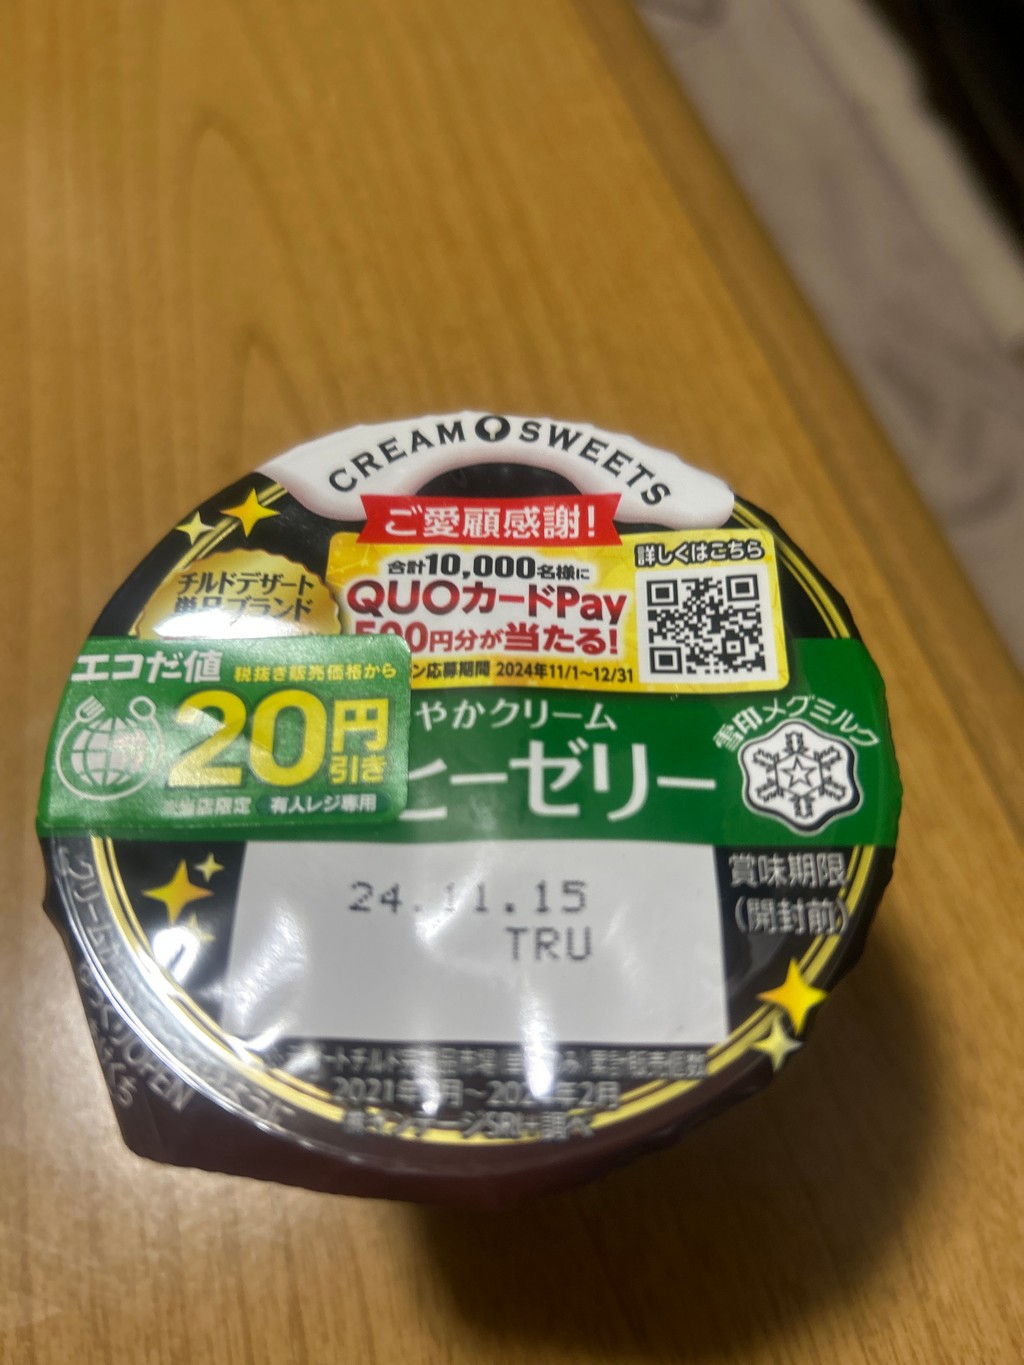 CREAM SWEETS
ご愛顧感謝!
合計10,000名様に
QUOカードPay
500円分が当たる!
応募期間 2024年11/1~12/31
詳しくはこちら
チルドデザート
単品ブランド
エコだ値
税抜き販売価格から
20円引き
※当店限定 有人レジ専用
やかクリーム
ヒーゼリー
雪印メグミルク
24.11.15
TRU
賞味期限
(開封前)